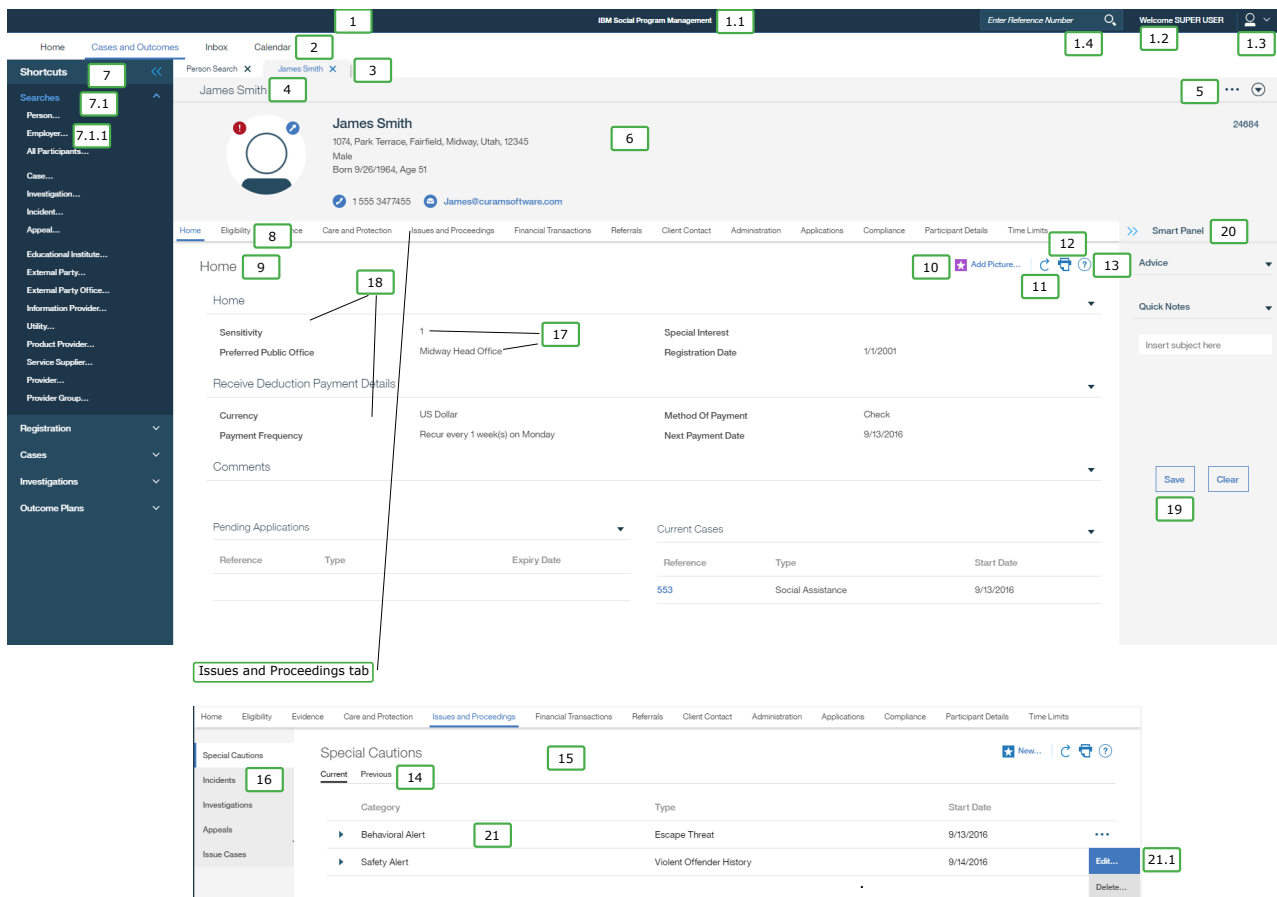 1 IBM Social Program Management 1.1 Enter Reference Number 1.4 Welcome SUPER USER 1.2 1.3
Home Cases and Outcomes Inbox Calendar 2
Shortcuts 7
Person Search X James Smith X 3
James Smith 4 5
Searches 7.1
Person...
Employer... 7.1.1
All Participants...
Case...
Investigation...
Incident...
Appeal...
Educational Institute...
External Party...
External Party Office...
Information Provider...
Utility...
Product Provider...
Service Supplier...
Provider...
Provider Group...
Registration
Cases
Investigations
Outcome Plans
James Smith 6 24684
1074, Park Terrace, Fairfield, Midway, Utah, 12345
Male
Born 9/26/1964, Age 51
1 555 3477455 James@curamsoftware.com
Home Eligibility 8 Care and Protection Issues and Proceedings Financial Transactions Referrals Client Contact Administration Applications Compliance Participant Details Time Limits 12
Home 9 10 Add Picture... 11 ? 13
18
Home
Sensitivity 1 17 Special Interest
Preferred Public Office Midway Head Office Registration Date 1/1/2001
Receive Deduction Payment Details
Currency US Dollar Method Of Payment Check
Payment Frequency Recur every 1 week(s) on Monday Next Payment Date 9/13/2016
Comments
Pending Applications
Reference Type Expiry Date
Current Cases
Reference Type Start Date
553 Social Assistance 9/13/2016
Smart Panel 20
Advice
Quick Notes
Insert subject here
Save Clear
19
Issues and Proceedings tab
Home Eligibility Evidence Care and Protection Issues and Proceedings Financial Transactions Referrals Client Contact Administration Applications Compliance Participant Details Time Limits
Special Cautions
Incidents 16
Investigations
Appeals
Issue Cases
Special Cautions 15 New... ?
Current Previous 14
Category Type Start Date
Behavioral Alert 21 Escape Threat 9/13/2016 ...
Safety Alert Violent Offender History 9/14/2016
Edit... 21.1
Delete...